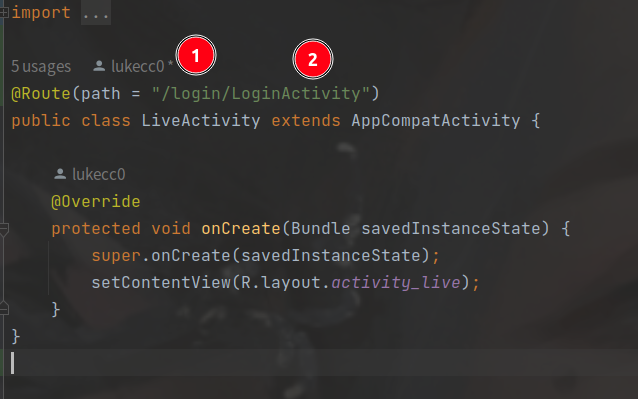 import ...
1 2
5 usages lukecc0 *
@Route(path = "/login/LoginActivity")
public class LiveActivity extends AppCompatActivity {
lukecc0
@Override
protected void onCreate(Bundle savedInstanceState) {
super.onCreate(savedInstanceState);
setContentView(R.layout.activity_live);
}
}